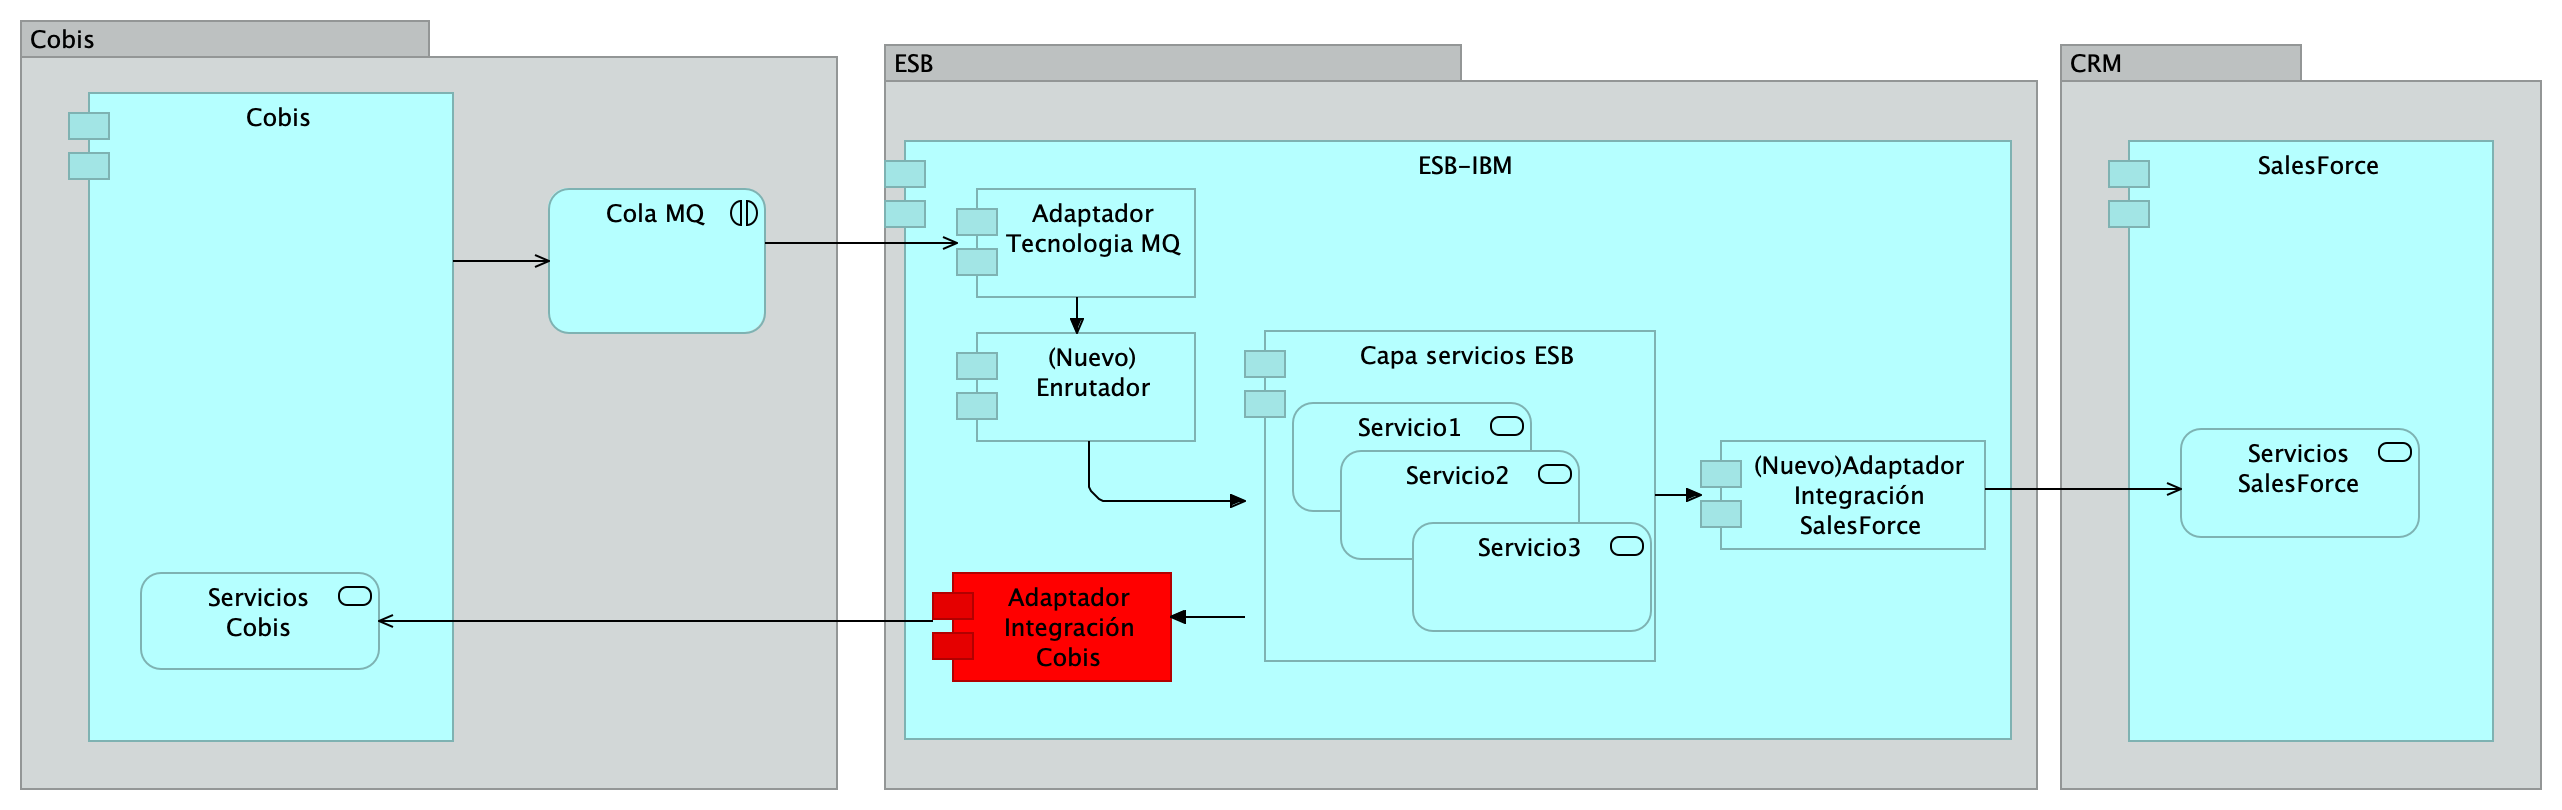 Cobis
Cobis
Cola MQ
Servicios
Cobis
ESB
ESB-IBM
Adaptador
Tecnologia MQ
(Nuevo)
Enrutador
Capa servicios ESB
Servicio1
Servicio2
Servicio3
Adaptador
Integración
Cobis
(Nuevo)Adaptador
Integración
SalesForce
CRM
SalesForce
Servicios
SalesForce